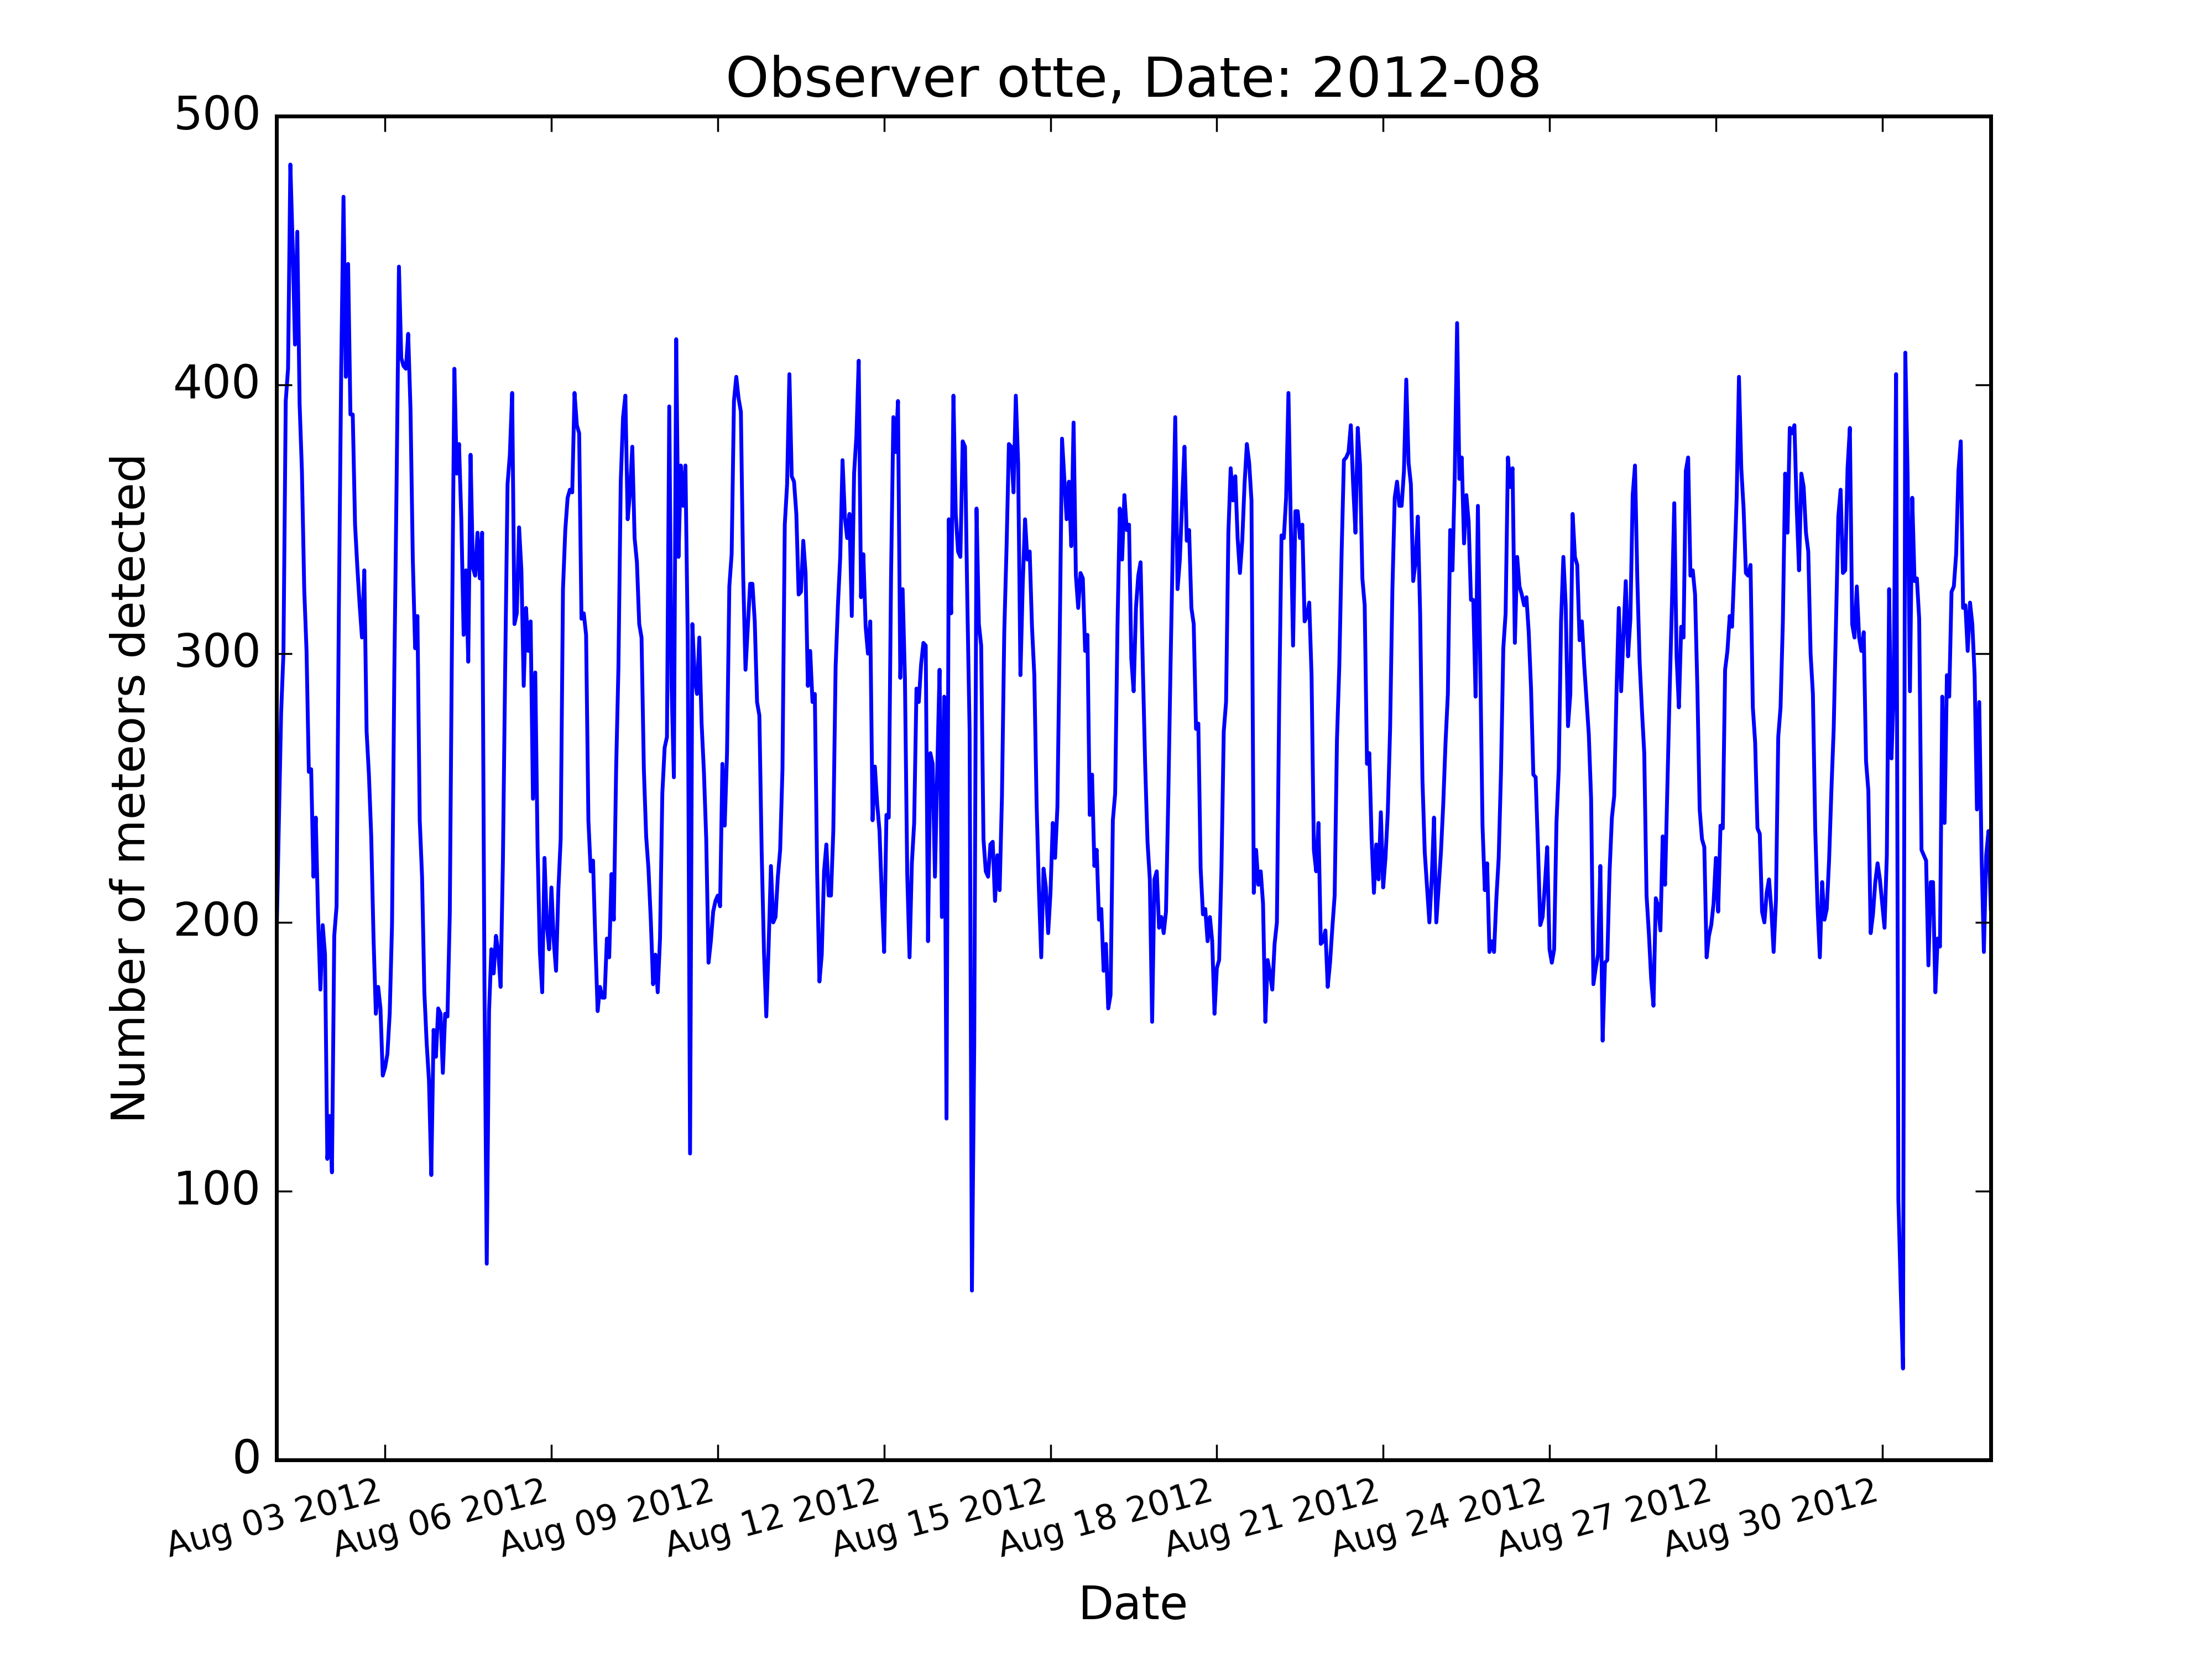 Observer otte, Date: 2012-08
500
400
300
200
100
0
Number of meteors detected
Aug 03 2012
Aug 06 2012
Aug 09 2012
Aug 12 2012
Aug 15 2012
Aug 18 2012
Aug 21 2012
Aug 24 2012
Aug 27 2012
Aug 30 2012
Date